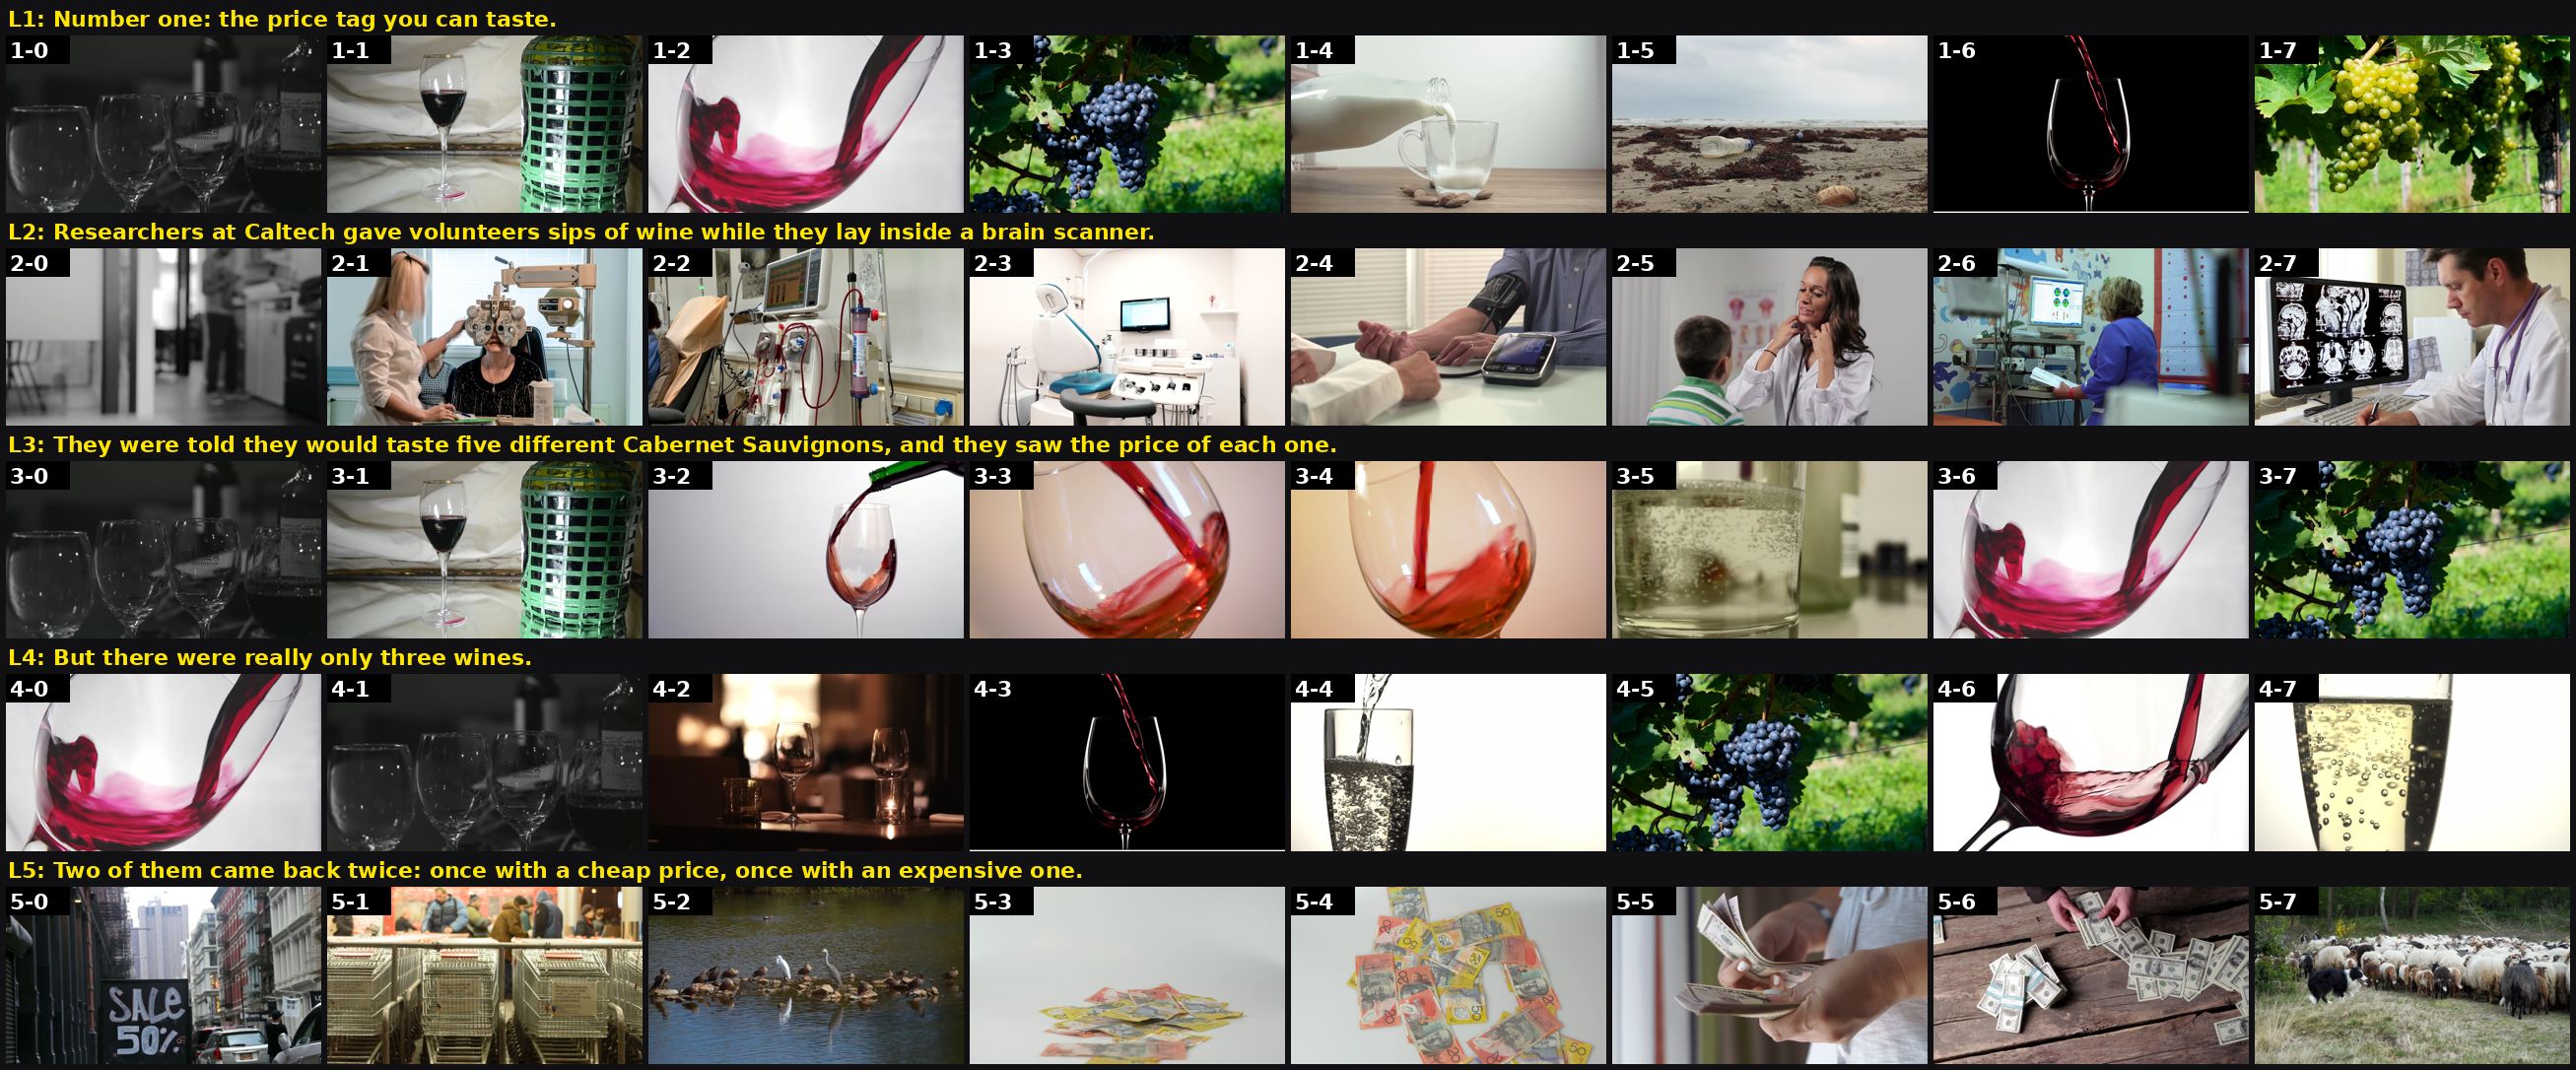 L1: Number one: the price tag you can taste.
1-0 1-1 1-2 1-3 1-4 1-5 1-6 1-7
L2: Researchers at Caltech gave volunteers sips of wine while they lay inside a brain scanner.
2-0 2-1 2-2 2-3 2-4 2-5 2-6 2-7
L3: They were told they would taste five different Cabernet Sauvignons, and they saw the price of each one.
3-0 3-1 3-2 3-3 3-4 3-5 3-6 3-7
L4: But there were really only three wines.
4-0 4-1 4-2 4-3 4-4 4-5 4-6 4-7
L5: Two of them came back twice: once with a cheap price, once with an expensive one.
5-0 5-1 5-2 5-3 5-4 5-5 5-6 5-7
SALE
50%